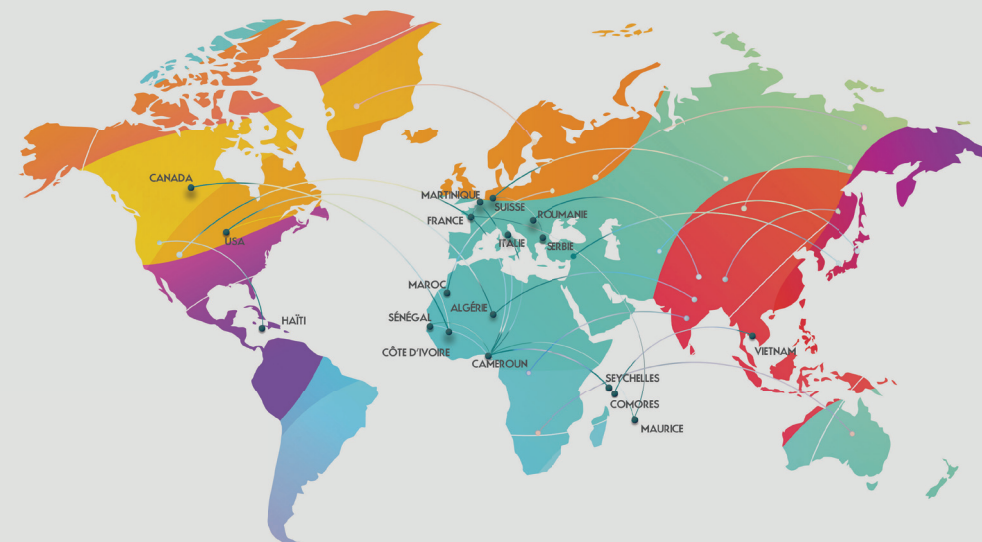 CANADA
MARTINIQUE
SUISSE
FRANCE
ROUMANIE
USA
ITALIE
SERBIE
MAROC
ALGÉRIE
SÉNÉGAL
HAÏTI
CÔTE D'IVOIRE
CAMEROUN
VIETNAM
SEYCHELLES
COMORES
MAURICE